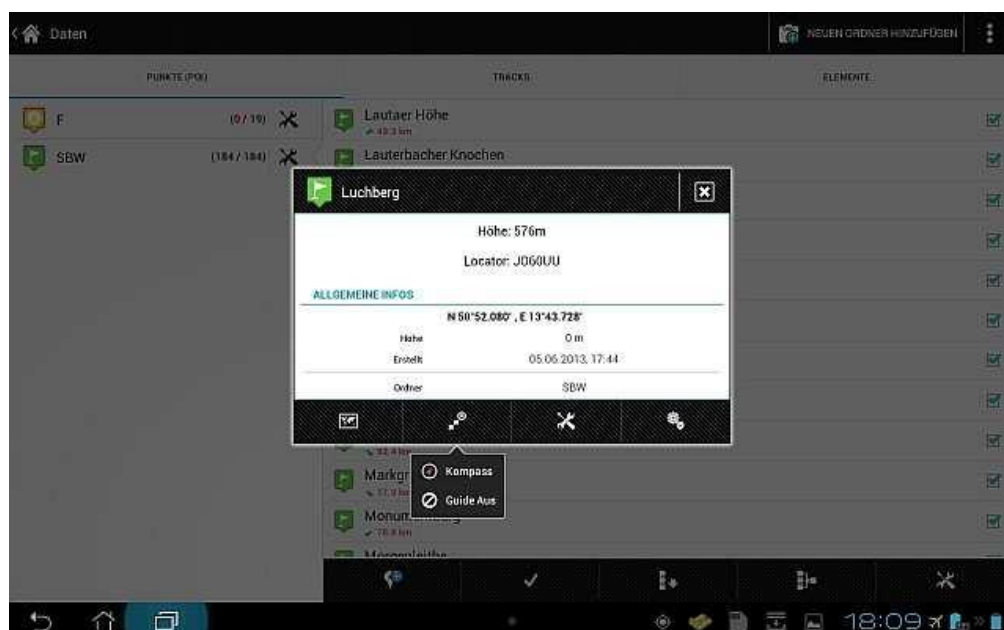 Daten
NEUEN ORDNER HINZUFÜGEN
PUNKTE (POI)
TRACKS
ELEMENTE
F (0 / 19)
SBW (184 / 184)
Lautaer Höhe
Lauterbacher Knochen
Luchberg
Höhe: 576m
Locator: JO60UU
ALLGEMEINE INFOS
N 50°52.080', E 13°43.728'
Höhe 0 m
Erstellt 05.06.2013, 17:44
Ordner SBW
Kompass
Guide Aus
Markgr
Morgenleithe
18:09